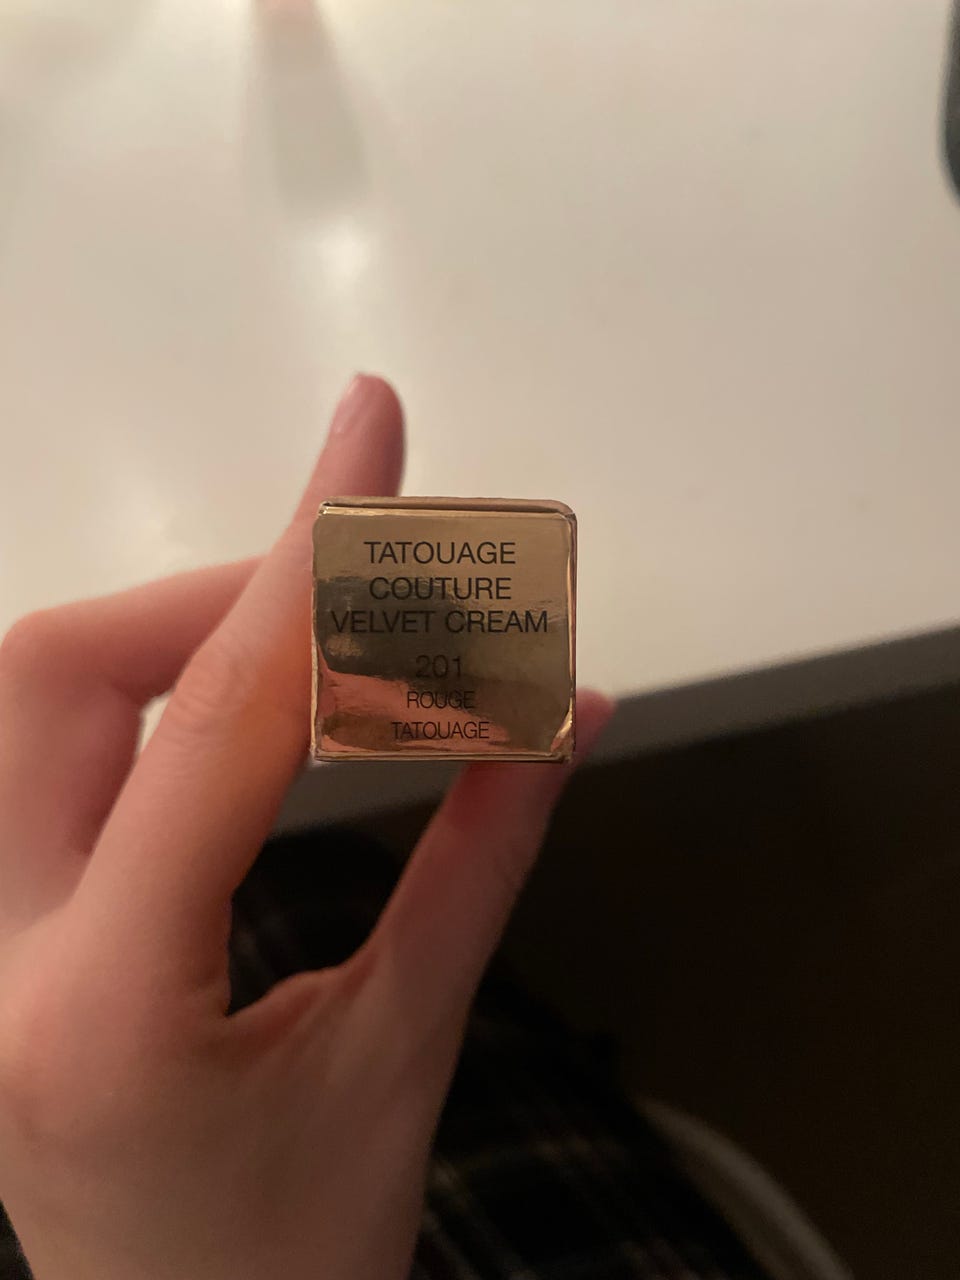 TATOUAGE
COUTURE
VELVET CREAM
201
ROUGE
TATOUAGE